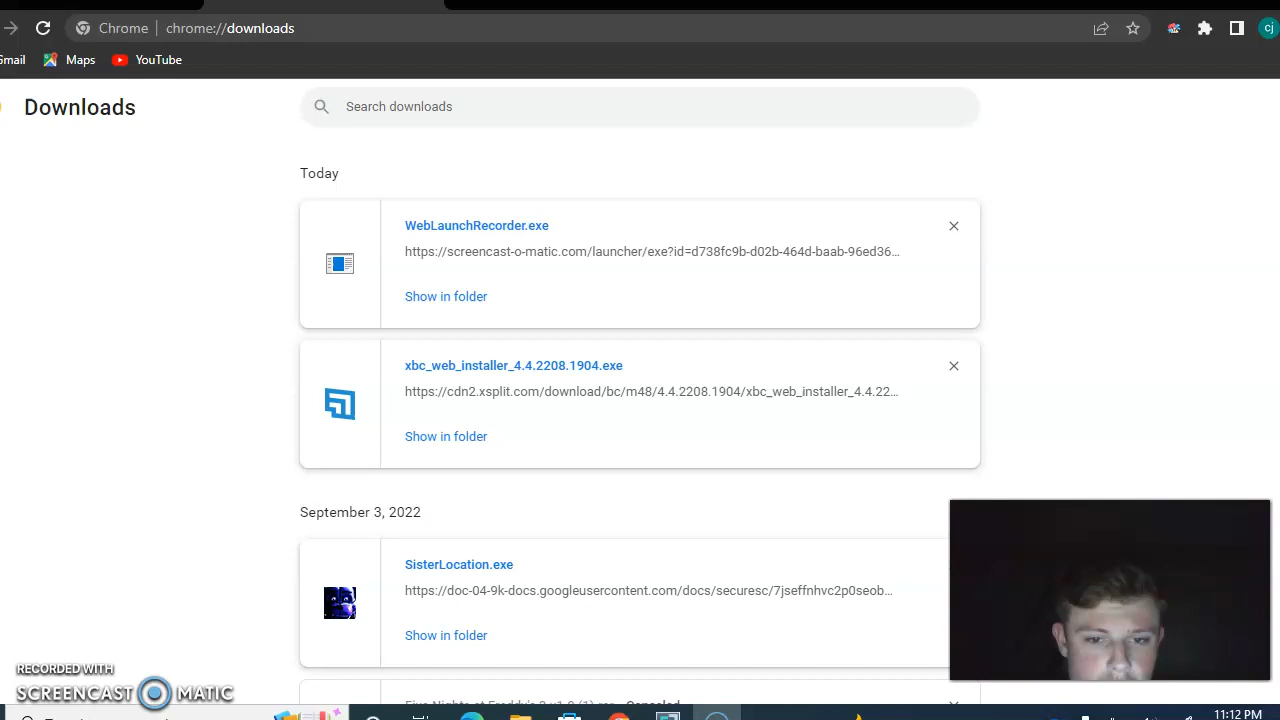 Chrome | chrome://downloads
cj
Gmail Maps YouTube
Downloads
Search downloads
Today
WebLaunchRecorder.exe
https://screencast-o-matic.com/launcher/exe?id=d738fc9b-d02b-464d-baab-96ed36…
Show in folder
xbc_web_installer_4.4.2208.1904.exe
https://cdn2.xsplit.com/download/bc/m48/4.4.2208.1904/xbc_web_installer_4.4.22…
Show in folder
September 3, 2022
SisterLocation.exe
https://doc-04-9k-docs.googleusercontent.com/docs/securesc/7jseffnhvc2p0seob…
Show in folder
RECORDED WITH
SCREENCAST MATIC
11:12 PM